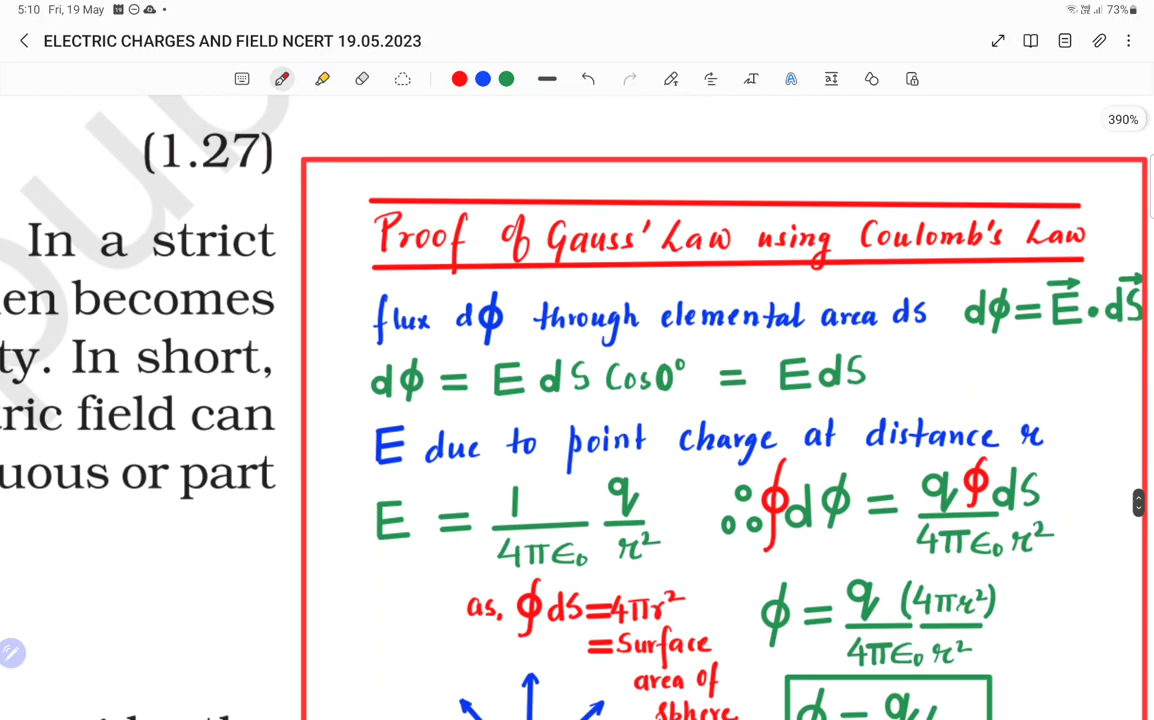 5:10 Fri, 19 May
73%
ELECTRIC CHARGES AND FIELD NCERT 19.05.2023
390%
(1.27)
In a strict
en becomes
ty. In short,
ric field can
uous or part
Proof of Gauss' Law using Coulomb's Law
flux dϕ through elemental area ds dϕ = E⃗ • dS⃗
dϕ = E dS Cos0° = EdS
E due to point charge at distance r
E = 1/4πε₀ q/r² ∴ ∮dϕ = q∮ds/4πε₀r²
as, ∮ds = 4πr²
= Surface
area of
sphere
ϕ = q (4πr²)/4πε₀ r²